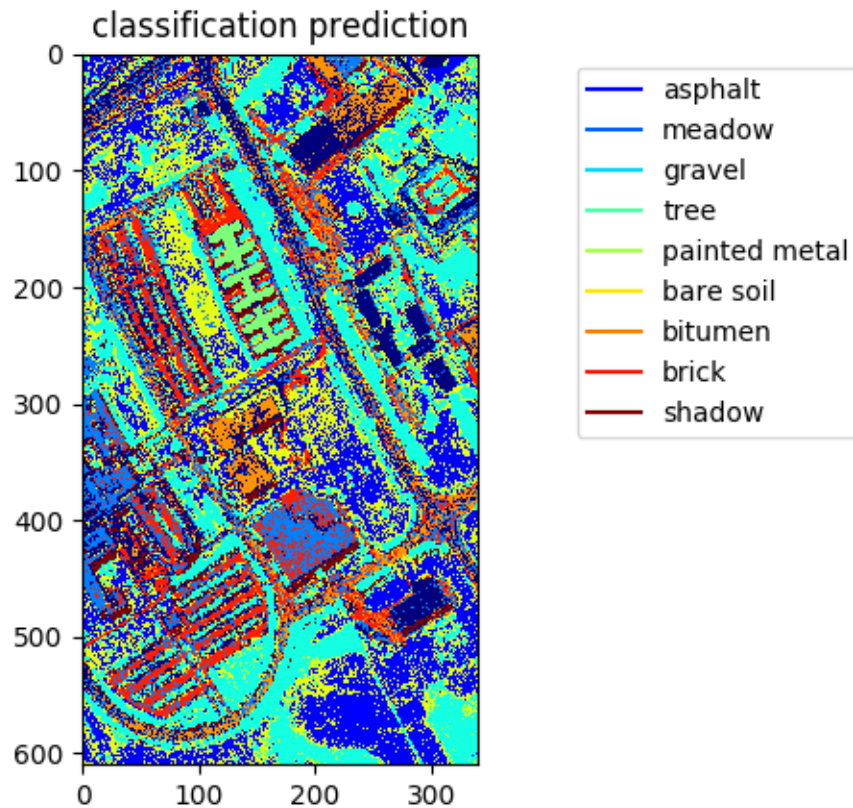 classification prediction
0
100
200
300
400
500
600
0 100 200 300
asphalt
meadow
gravel
tree
painted metal
bare soil
bitumen
brick
shadow